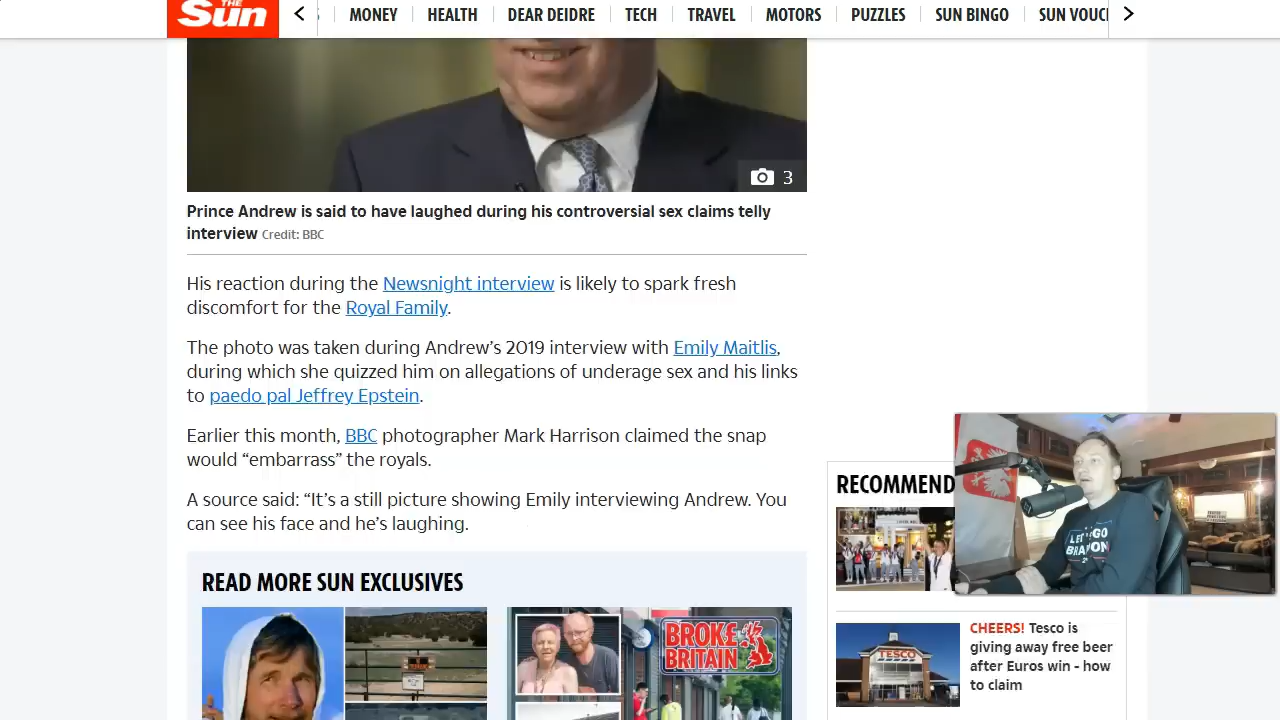 THE
Sun
MONEY
HEALTH
DEAR DEIDRE
TECH
TRAVEL
MOTORS
PUZZLES
SUN BINGO
SUN VOUC
3
Prince Andrew is said to have laughed during his controversial sex claims telly
interview Credit: BBC
His reaction during the Newsnight interview is likely to spark fresh
discomfort for the Royal Family.
The photo was taken during Andrew’s 2019 interview with Emily Maitlis,
during which she quizzed him on allegations of underage sex and his links
to paedo pal Jeffrey Epstein.
Earlier this month, BBC photographer Mark Harrison claimed the snap
would “embarrass” the royals.
A source said: “It’s a still picture showing Emily interviewing Andrew. You
can see his face and he’s laughing.
READ MORE SUN EXCLUSIVES
BROKE
BRITAIN
RECOMMEND
CHEERS! Tesco is
giving away free beer
after Euros win - how
to claim
TESCO